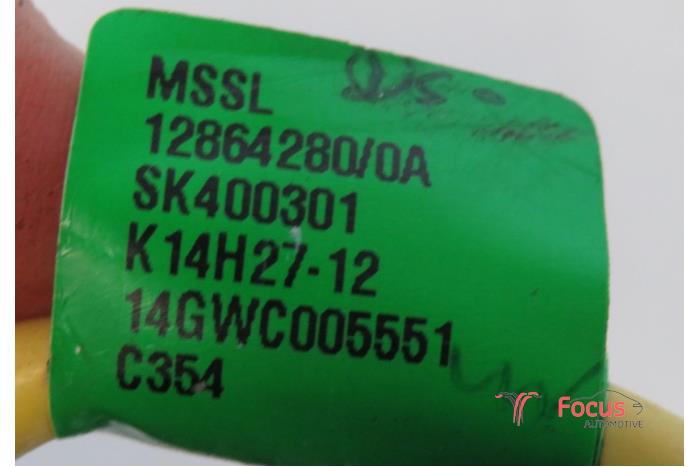 MSSL
12864280/0A
SK400301
K14H27-12
14GWC005551
C354
Focus
AUTOMOTIVE